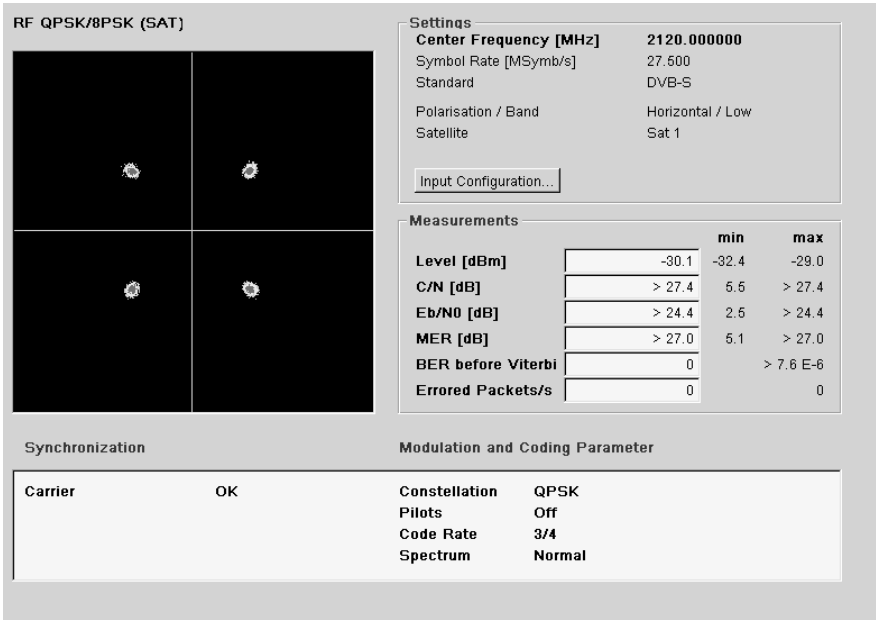 RF QPSK/8PSK (SAT)
Settings
Center Frequency [MHz] 2120.000000
Symbol Rate [MSymb/s] 27.500
Standard DVB-S
Polarisation / Band Horizontal / Low
Satellite Sat 1
Input Configuration...
Measurements
min max
Level [dBm] -30.1 -32.4 -29.0
C/N [dB] > 27.4 5.5 > 27.4
Eb/N0 [dB] > 24.4 2.5 > 24.4
MER [dB] > 27.0 5.1 > 27.0
BER before Viterbi 0 > 7.6 E-6
Errored Packets/s 0 0
Synchronization
Carrier OK
Modulation and Coding Parameter
Constellation QPSK
Pilots Off
Code Rate 3/4
Spectrum Normal